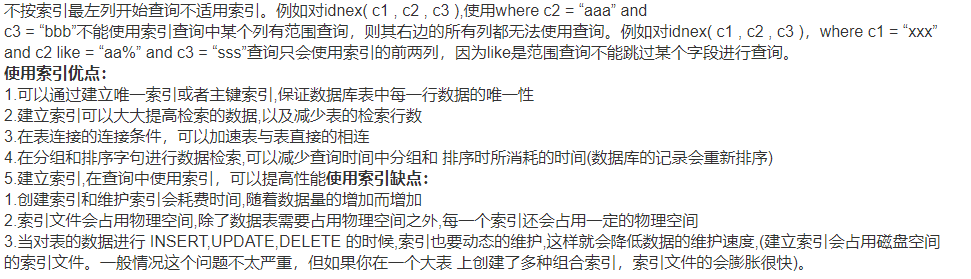 不按索引最左列开始查询不适用索引。例如对idnex( c1 , c2 , c3 ),使用where c2 = “aaa” and
c3 = “bbb”不能使用索引查询中某个列有范围查询，则其右边的所有列都无法使用查询。例如对idnex( c1 , c2 , c3 )，where c1 = “xxx”
and c2 like = “aa%” and c3 = “sss”查询只会使用索引的前两列，因为like是范围查询不能跳过某个字段进行查询。
使用索引优点：
1.可以通过建立唯一索引或者主键索引,保证数据库表中每一行数据的唯一性
2.建立索引可以大大提高检索的数据,以及减少表的检索行数
3.在表连接的连接条件，可以加速表与表直接的相连
4.在分组和排序字句进行数据检索,可以减少查询时间中分组和 排序时所消耗的时间(数据库的记录会重新排序)
5.建立索引,在查询中使用索引，可以提高性能使用索引缺点：
1.创建索引和维护索引会耗费时间,随着数据量的增加而增加
2.索引文件会占用物理空间,除了数据表需要占用物理空间之外,每一个索引还会占用一定的物理空间
3.当对表的数据进行 INSERT,UPDATE,DELETE 的时候,索引也要动态的维护,这样就会降低数据的维护速度,(建立索引会占用磁盘空间
的索引文件。一般情况这个问题不太严重，但如果你在一个大表 上创建了多种组合索引，索引文件的会膨胀很快)。